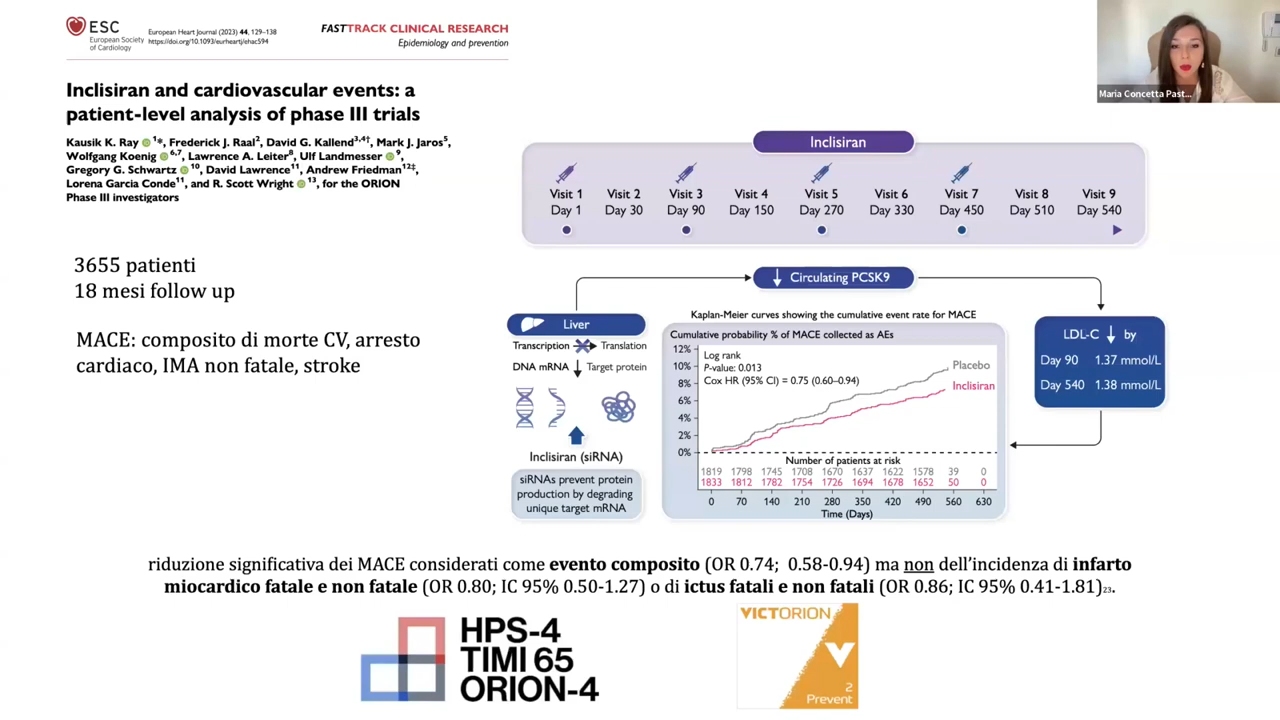 ESC
European Society
of Cardiology
European Heart Journal (2023) 44, 129–138
https://doi.org/10.1093/eurheartj/ehac594
FASTTRACK CLINICAL RESEARCH
Epidemiology and prevention
Maria Concetta Past...
Inclisiran and cardiovascular events: a
patient-level analysis of phase III trials
Kausik K. Ray 1*, Frederick J. Raal2, David G. Kallend3,4†, Mark J. Jaros5,
Wolfgang Koenig 6,7, Lawrence A. Leiter8, Ulf Landmesser 9,
Gregory G. Schwartz 10, David Lawrence11, Andrew Friedman12‡,
Lorena Garcia Conde11, and R. Scott Wright 13, for the ORION
Phase III investigators
3655 patienti
18 mesi follow up
MACE: composito di morte CV, arresto
cardiaco, IMA non fatale, stroke
Inclisiran
Visit 1 Visit 2 Visit 3 Visit 4 Visit 5 Visit 6 Visit 7 Visit 8 Visit 9
Day 1 Day 30 Day 90 Day 150 Day 270 Day 330 Day 450 Day 510 Day 540
↓ Circulating PCSK9
Liver
Transcription Translation
DNA mRNA ↓ Target protein
Inclisiran (siRNA)
siRNAs prevent protein
production by degrading
unique target mRNA
Kaplan-Meier curves showing the cumulative event rate for MACE
Cumulative probability % of MACE collected as AEs
12%
10%
8%
6%
4%
2%
0%
Log rank
P-value: 0.013
Cox HR (95% CI) = 0.75 (0.60–0.94)
Placebo
Inclisiran
Number of patients at risk
1819 1798 1745 1708 1670 1637 1622 1578 39 0
1833 1812 1782 1754 1726 1694 1678 1652 50 0
0 70 140 210 280 350 420 490 560 630
Time (Days)
LDL-C ↓ by
Day 90 1.37 mmol/L
Day 540 1.38 mmol/L
riduzione significativa dei MACE considerati come evento composito (OR 0.74; 0.58-0.94) ma non dell'incidenza di infarto
miocardico fatale e non fatale (OR 0.80; IC 95% 0.50-1.27) o di ictus fatali e non fatali (OR 0.86; IC 95% 0.41-1.81)23.
HPS-4
TIMI 65
ORION-4
VICTORION
2
Prevent